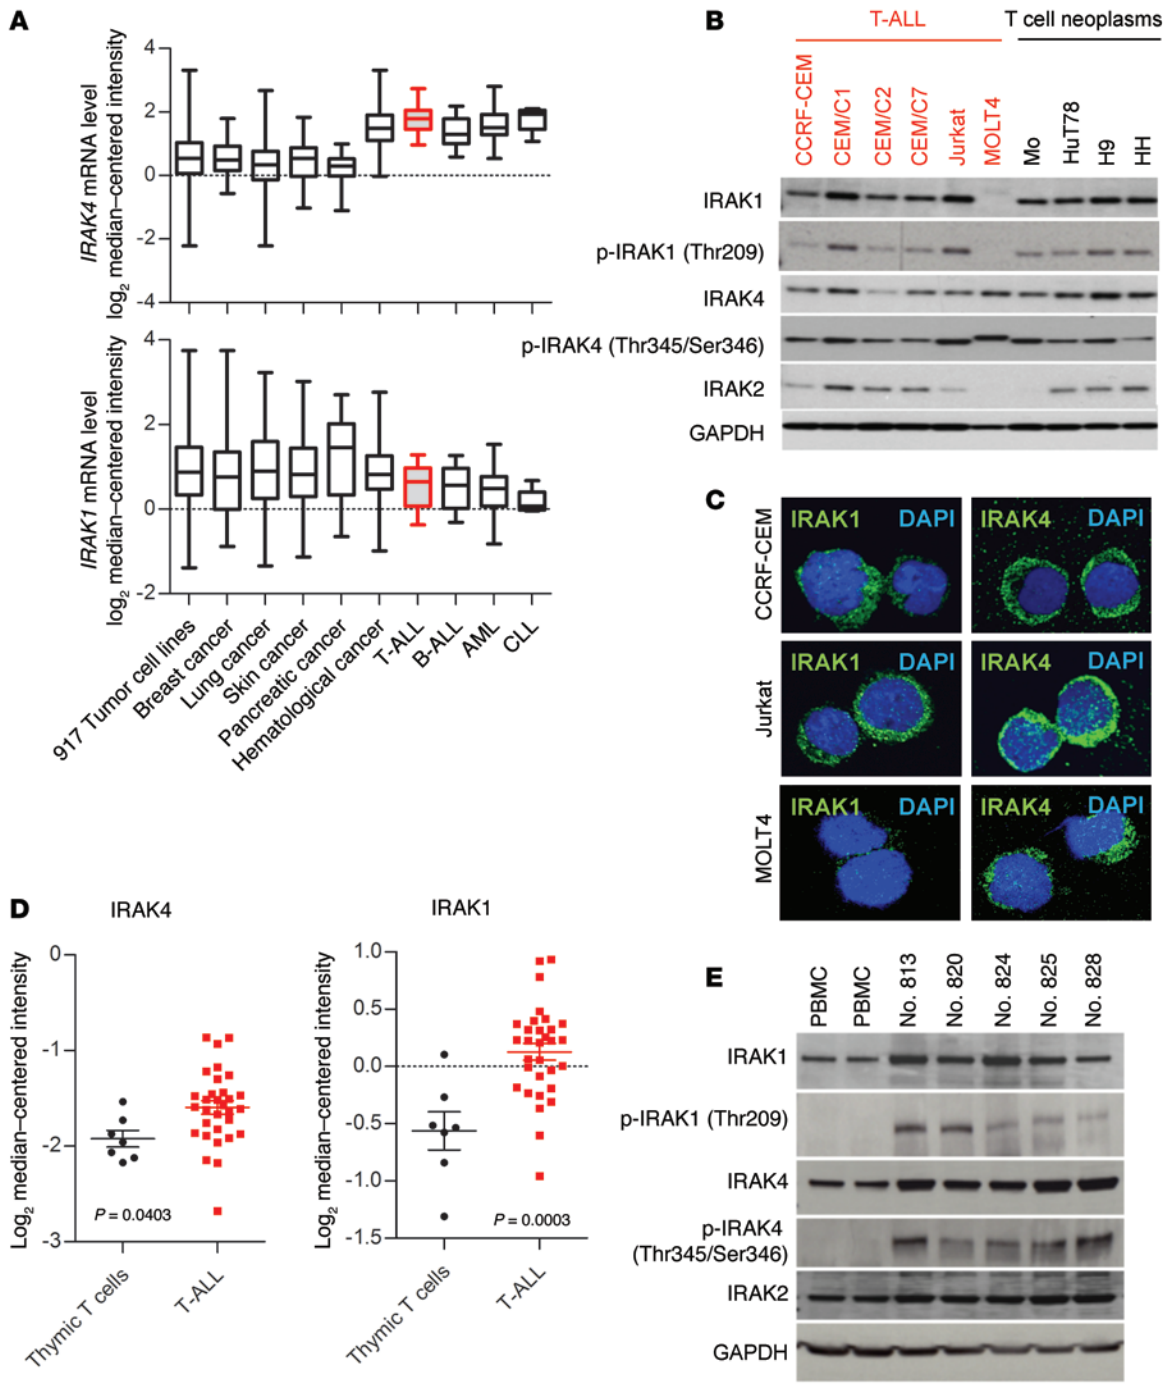 A
IRAK4 mRNA level
log2 median–centered intensity
4
2
0
-2
-4
IRAK1 mRNA level
log2 median–centered intensity
4
2
0
-2
917 Tumor cell lines
Breast cancer
Lung cancer
Skin cancer
Pancreatic cancer
Hematological cancer
T-ALL
B-ALL
AML
CLL
B
T-ALL
T cell neoplasms
CCRF-CEM
CEM/C1
CEM/C2
CEM/C7
Jurkat
MOLT4
Mo
HuT78
H9
HH
IRAK1
p-IRAK1 (Thr209)
IRAK4
p-IRAK4 (Thr345/Ser346)
IRAK2
GAPDH
C
CCRF-CEM
IRAK1 DAPI
IRAK4 DAPI
Jurkat
IRAK1 DAPI
IRAK4 DAPI
MOLT4
IRAK1 DAPI
IRAK4 DAPI
D
IRAK4
Log2 median–centered intensity
0
-1
-2
-3
P = 0.0403
Thymic T cells
T-ALL
IRAK1
Log2 median–centered intensity
1.0
0.5
0.0
-0.5
-1.0
-1.5
P = 0.0003
Thymic T cells
T-ALL
E
PBMC
PBMC
No. 813
No. 820
No. 824
No. 825
No. 828
IRAK1
p-IRAK1 (Thr209)
IRAK4
p-IRAK4
(Thr345/Ser346)
IRAK2
GAPDH